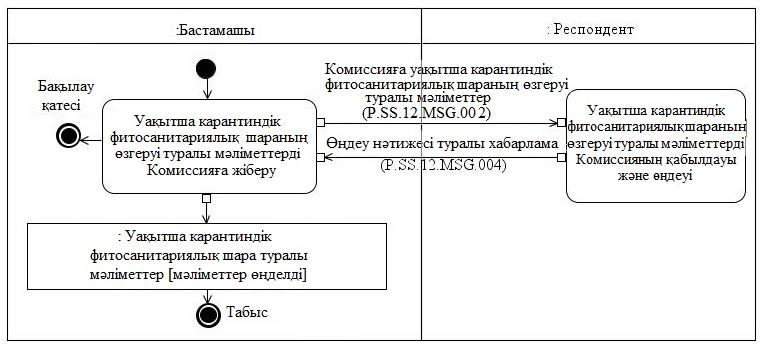 :Бастамашы
: Респондент
Бақылау
қатесі
Уақытша карантиндік
фитосанитариялық шараның
өзгеруі туралы мәліметтерді
Комиссияға жіберу
Комиссияға уақытша карантиндік
фитосанитариялық шараның өзгеруі
туралы мәліметтер
(P.SS.12.MSG.002)
Өңдеу нәтижесі туралы хабарлама
(P.SS.12.MSG.004)
Уақытша карантиндік
фитосанитариялық шараның
өзгеруі туралы мәліметтерді
Комиссияның қабылдауы
және өңдеуі
: Уақытша карантиндік
фитосанитариялық шара туралы
мәліметтер [мәліметтер өңделді]
Табыс